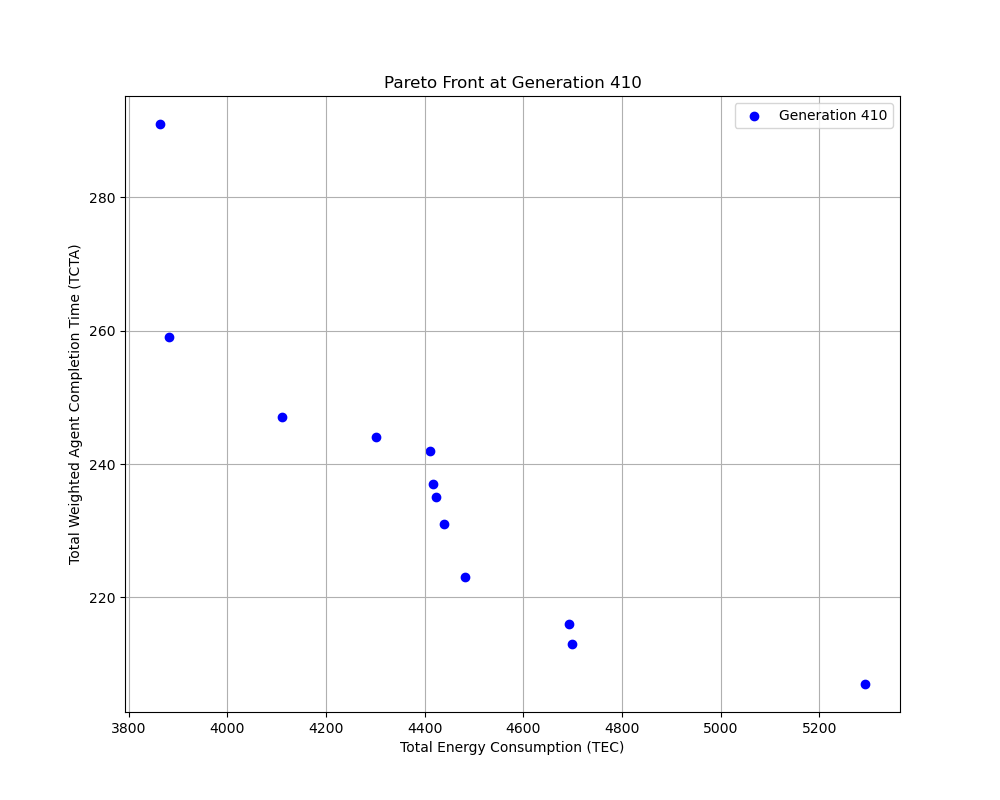 Pareto Front at Generation 410
Generation 410
Total Weighted Agent Completion Time (TCTA)
280
260
240
220
3800 4000 4200 4400 4600 4800 5000 5200
Total Energy Consumption (TEC)